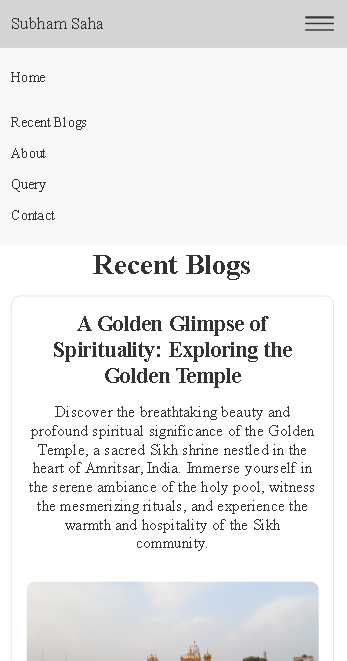 Subham Saha
Home
Recent Blogs
About
Query
Contact
Recent Blogs
A Golden Glimpse of
Spirituality: Exploring the
Golden Temple
Discover the breathtaking beauty and
profound spiritual significance of the Golden
Temple, a sacred Sikh shrine nestled in the
heart of Amritsar, India. Immerse yourself in
the serene ambiance of the holy pool, witness
the mesmerizing rituals, and experience the
warmth and hospitality of the Sikh
community.